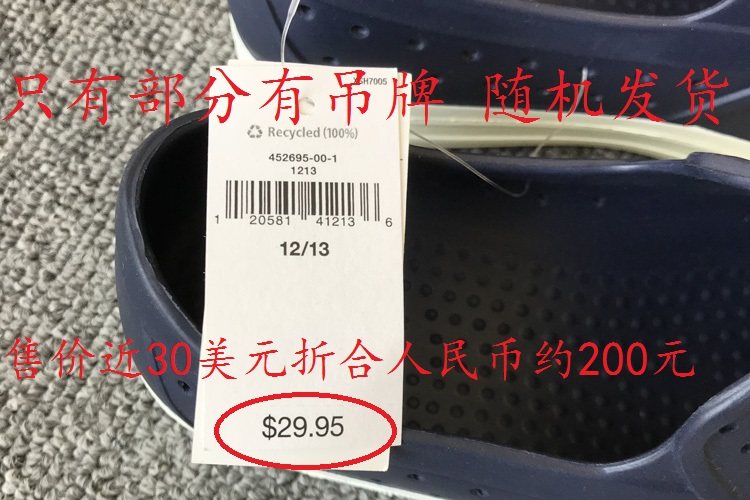 XSH7005
只有部分有吊牌 随机发货
Recycled (100%)
452695-00-1
1213
1 20581 41213 6
12/13
售价近30美元折合人民币约200元
$29.95